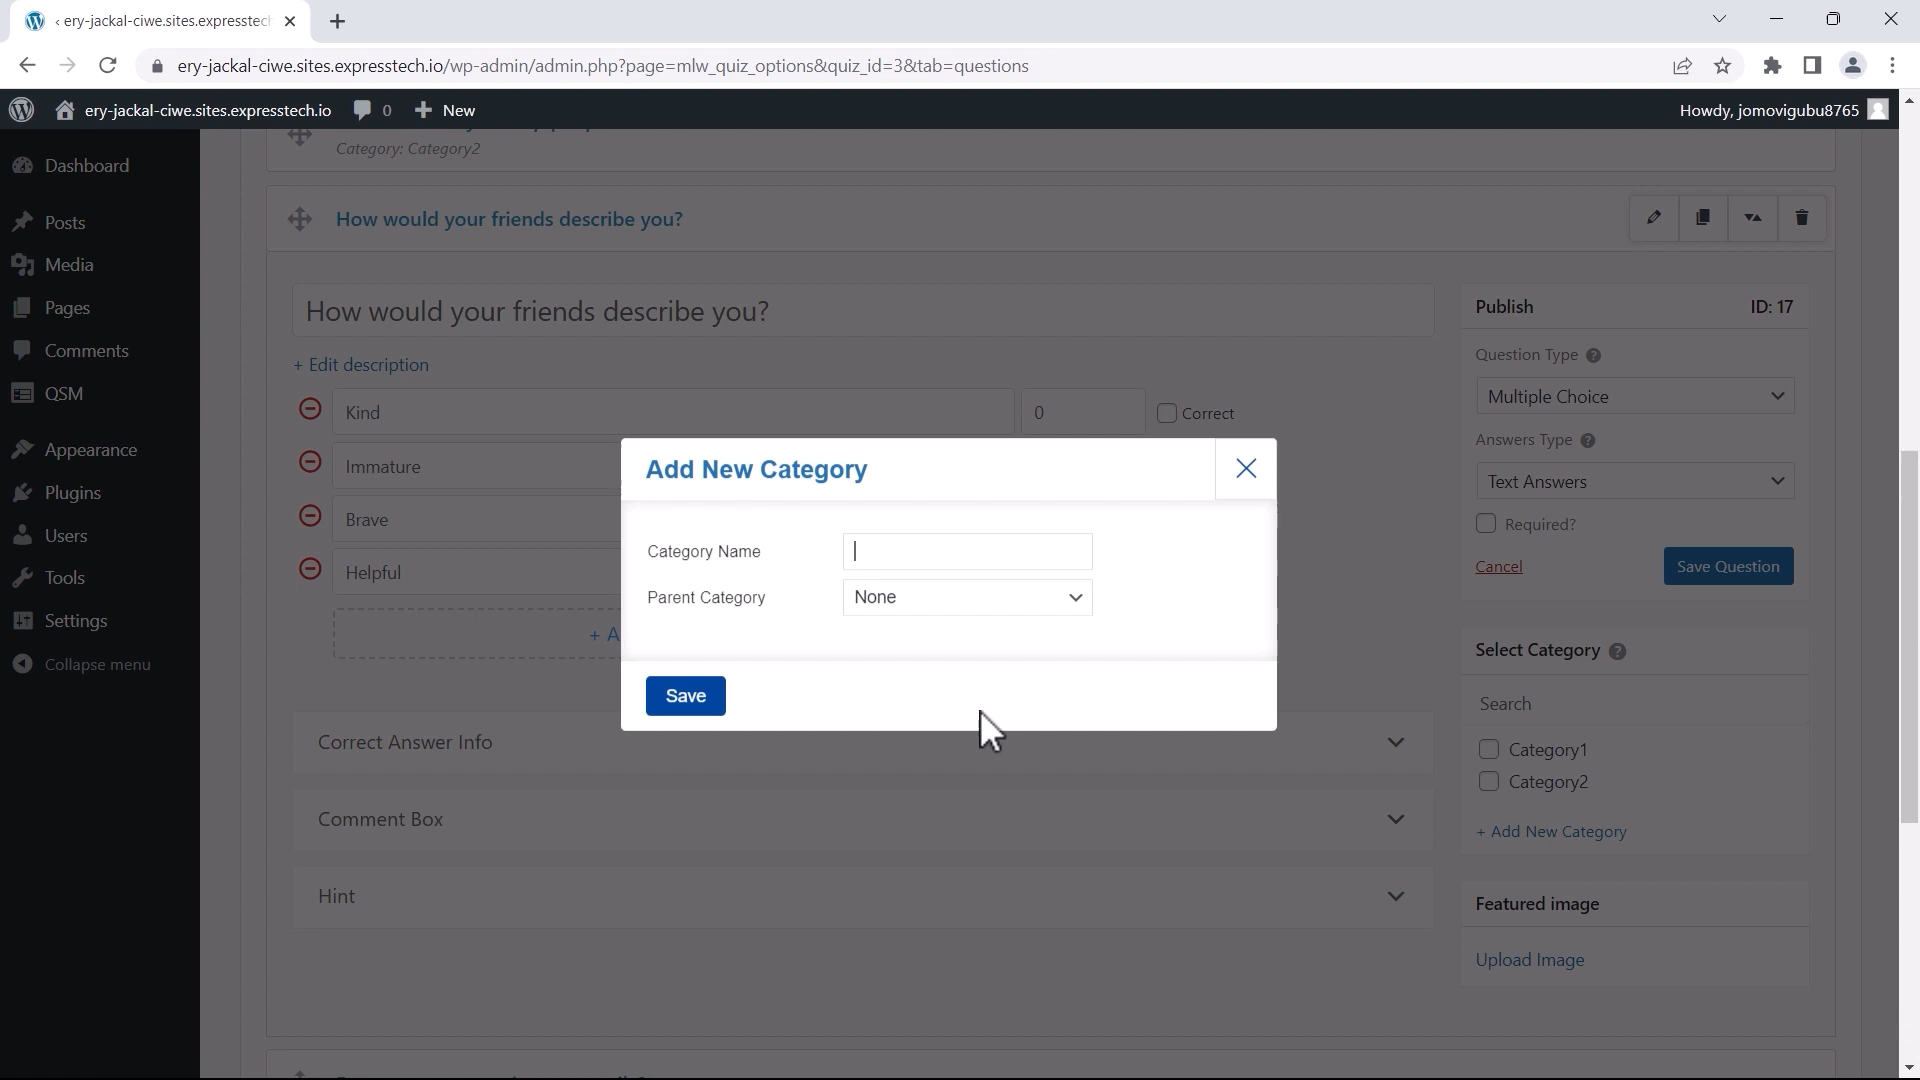 ‹ ery-jackal-ciwe.sites.expresstech
ery-jackal-ciwe.sites.expresstech.io/wp-admin/admin.php?page=mlw_quiz_options&quiz_id=3&tab=questions
ery-jackal-ciwe.sites.expresstech.io 0 + New Howdy, jomovigubu8765
Dashboard
Posts
Media
Pages
Comments
QSM
Appearance
Plugins
Users
Tools
Settings
Collapse menu
Category: Category2
How would your friends describe you?
How would your friends describe you?
+ Edit description
Kind 0 Correct
Immature
Brave
Helpful
+ A
Add New Category
Category Name
Parent Category None
Save
Correct Answer Info
Comment Box
Hint
Publish ID: 17
Question Type ?
Multiple Choice
Answers Type ?
Text Answers
Required?
Cancel Save Question
Select Category ?
Search
Category1
Category2
+ Add New Category
Featured image
Upload Image